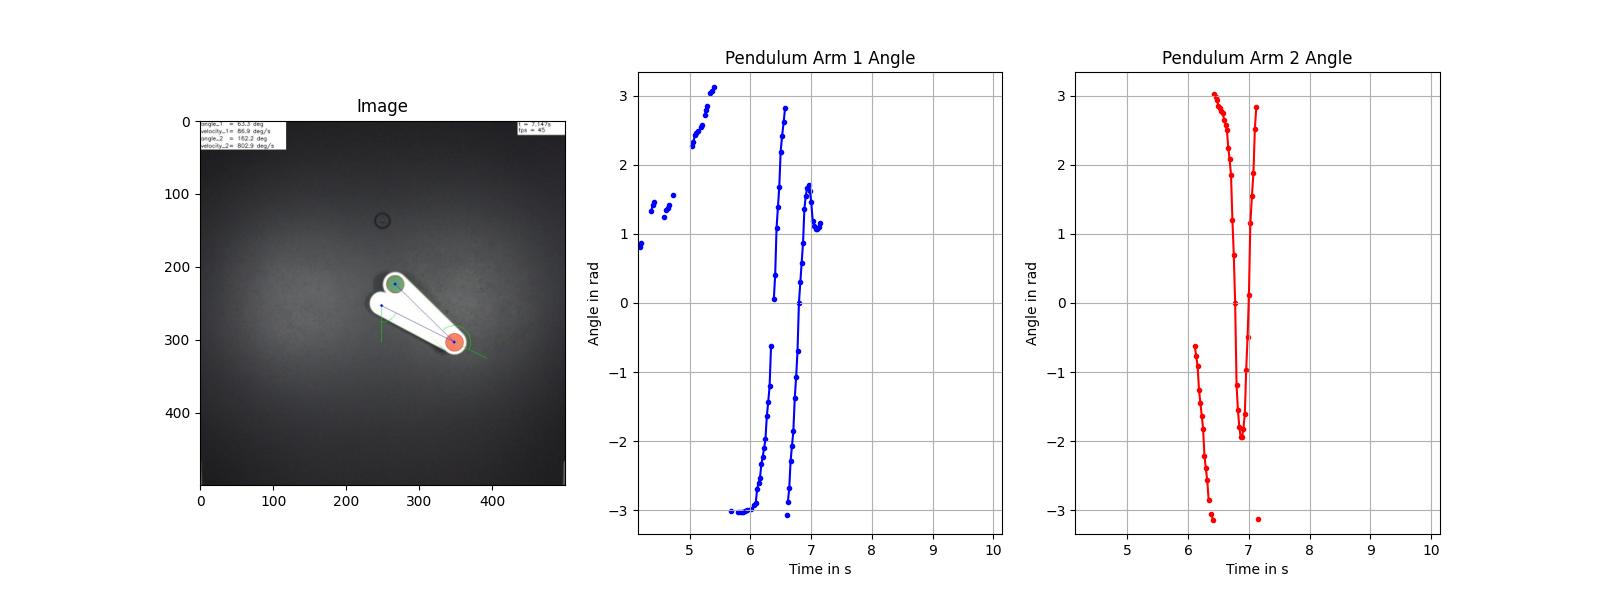 Image
angle_1 = 63.3 deg
velocity_1= 86.9 deg/s
angle_2 = 162.2 deg
velocity_2= 802.9 deg/s
t = 7.147s
fps = 45
0
100
200
300
400
0 100 200 300 400
Pendulum Arm 1 Angle
Angle in rad
3
2
1
0
−1
−2
−3
5 6 7 8 9 10
Time in s
Pendulum Arm 2 Angle
Angle in rad
3
2
1
0
−1
−2
−3
5 6 7 8 9 10
Time in s